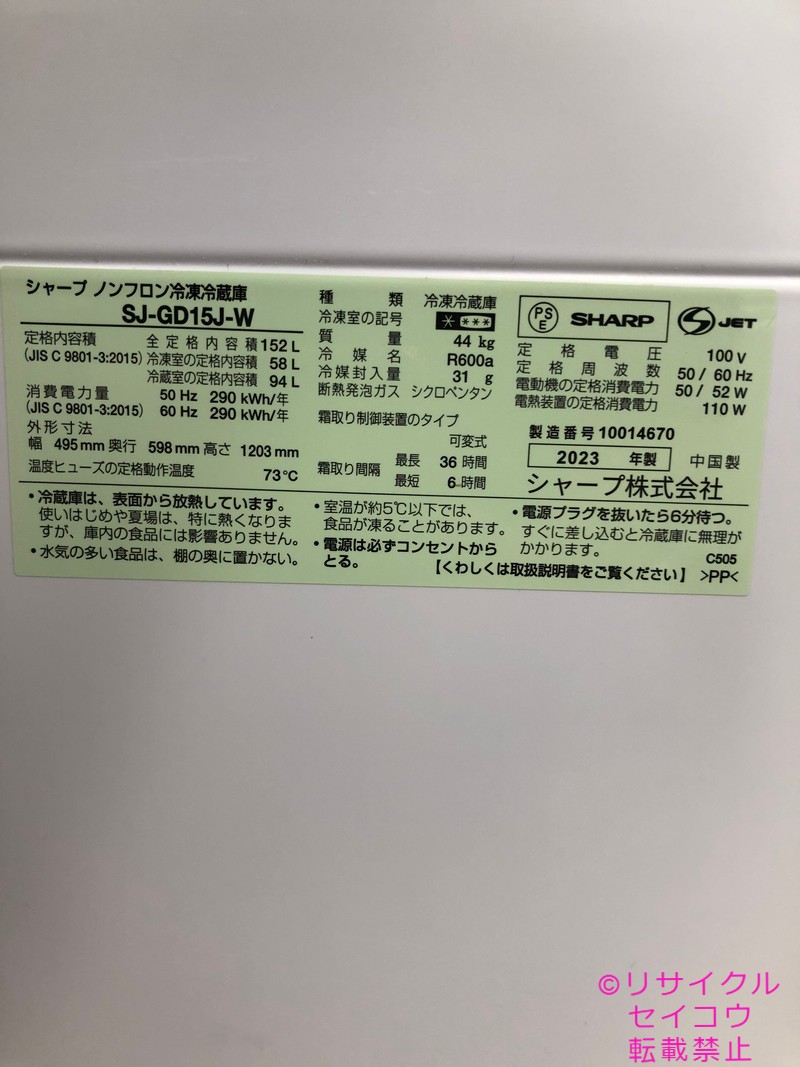 シャープ ノンフロン冷凍冷蔵庫
SJ-GD15J-W
定格内容積 全定格内容積 152 L
(JIS C 9801-3:2015) 冷凍室の定格内容積 58 L
冷蔵室の定格内容積 94 L
消費電力量 50 Hz 290 kWh/年
(JIS C 9801-3:2015) 60 Hz 290 kWh/年
外形寸法
幅 495 mm 奥行 598 mm 高さ 1203 mm
温度ヒューズの定格動作温度 73℃
種類 冷凍冷蔵庫
冷凍室の記号 ****
質量 44 kg
冷媒名 R600a
冷媒封入量 31 g
断熱発泡ガス シクロペンタン
霜取り制御装置のタイプ
可変式
霜取り間隔 最長 36 時間
最短 6 時間
PSE SHARP S JET
定格電圧 100 V
定格周波数 50 / 60 Hz
電動機の定格消費電力 50 / 52 W
電熱装置の定格消費電力 110 W
製造番号 10014670
2023 年製 中国製
シャープ株式会社
・冷蔵庫は、表面から放熱しています。
使いはじめや夏場は、特に熱くなりま
すが、庫内の食品には影響ありません。
・水気の多い食品は、棚の奥に置かない。
・室温が約5℃以下では、
食品が凍ることがあります。
・電源は必ずコンセントから
とる。
・電源プラグを抜いたら6分待つ。
すぐに差し込むと冷蔵庫に無理が
かかります。
C505
【くわしくは取扱説明書をご覧ください】 >PP<
©リサイクル
セイコウ
転載禁止